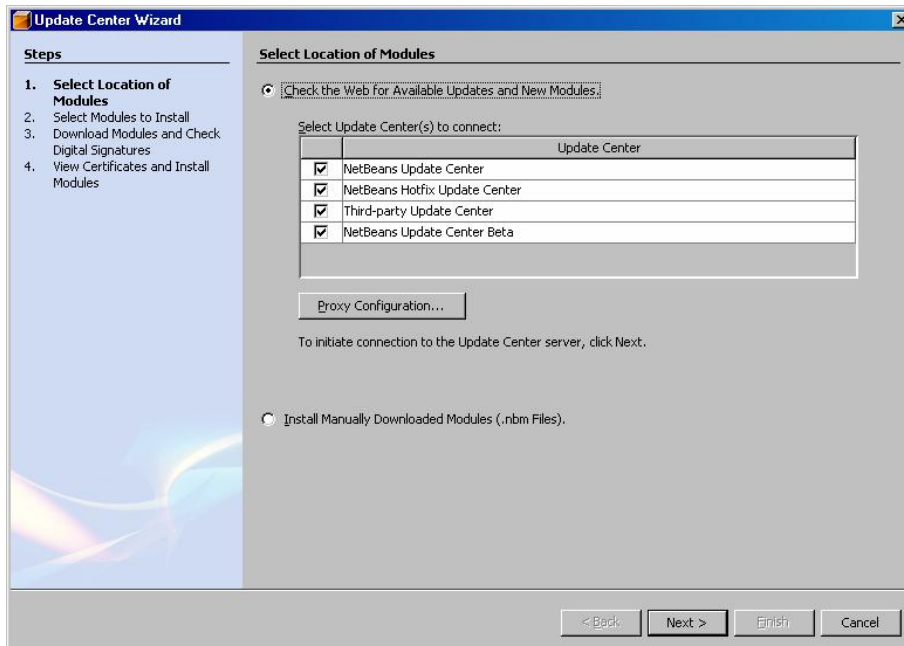 Update Center Wizard
Steps
1. Select Location of
Modules
2. Select Modules to Install
3. Download Modules and Check
Digital Signatures
4. View Certificates and Install
Modules
Select Location of Modules
Check the Web for Available Updates and New Modules.
Select Update Center(s) to connect:
Update Center
NetBeans Update Center
NetBeans Hotfix Update Center
Third-party Update Center
NetBeans Update Center Beta
Proxy Configuration...
To initiate connection to the Update Center server, click Next.
Install Manually Downloaded Modules (.nbm Files).
< Back Next > Finish Cancel